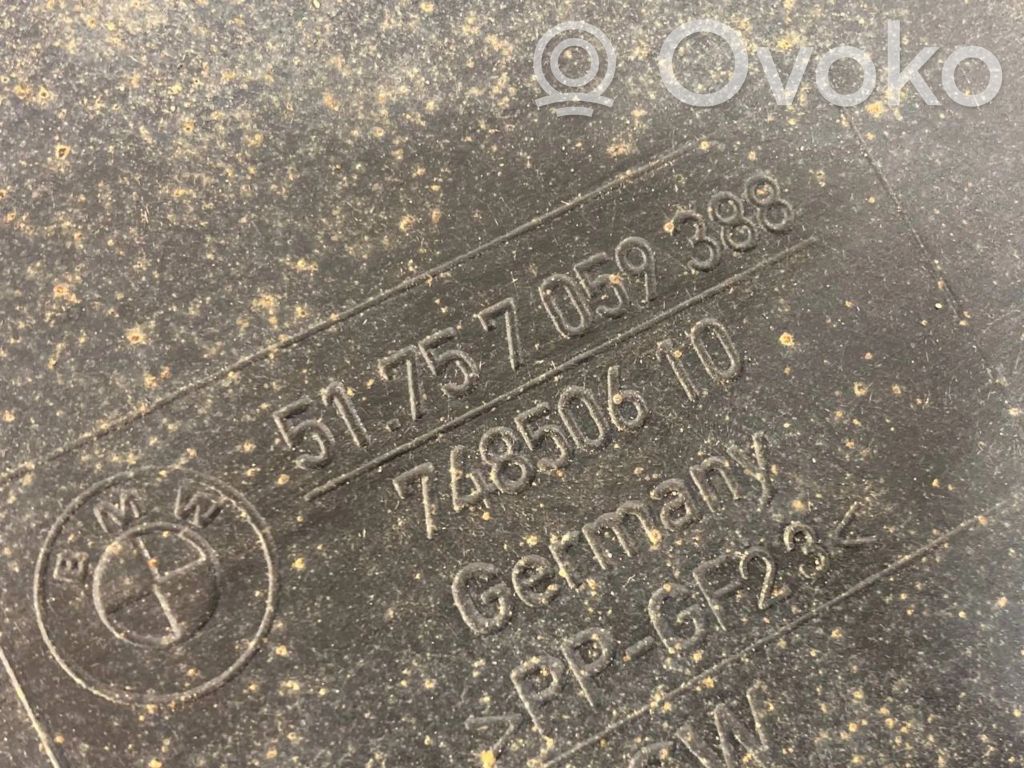 Ovoko
51.75 7 059 388
748506 10
BMW
Germany
>PP-GF23<